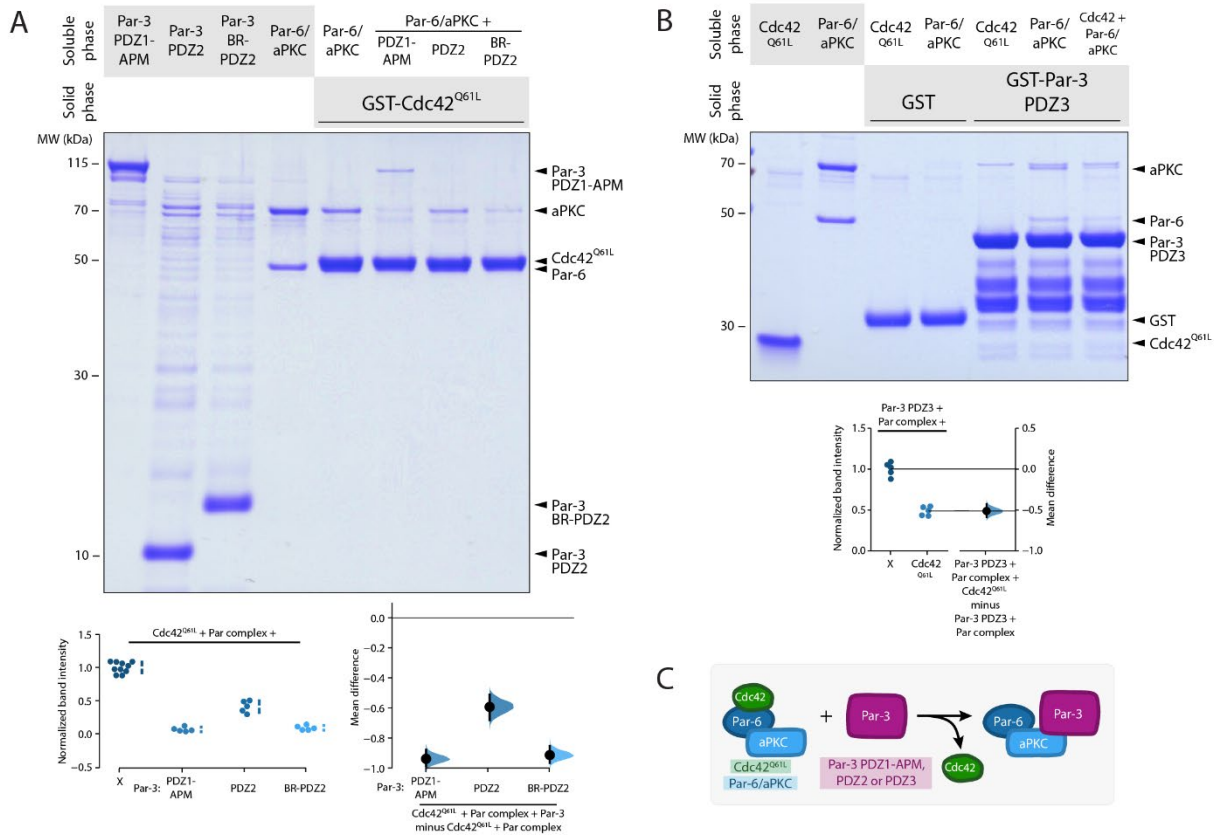 A
Soluble phase
Par-3 PDZ1-APM
Par-3 PDZ2
Par-3 BR-PDZ2
Par-6/aPKC
Par-6/aPKC
Par-6/aPKC +
PDZ1-APM
PDZ2
BR-PDZ2
Solid phase
GST-Cdc42Q61L
MW (kDa)
115
70
50
30
10
Par-3 PDZ1-APM
aPKC
Cdc42Q61L
Par-6
Par-3 BR-PDZ2
Par-3 PDZ2
Normalized band intensity
Cdc42Q61L + Par complex +
1.5
1.0
0.5
0.0
0.0
X
Par-3:
PDZ1-APM
PDZ2
BR-PDZ2
Mean difference
0.0
−0.4
−0.6
−0.8
−1.0
Par-3:
PDZ1-APM
PDZ2
BR-PDZ2
Cdc42Q61L + Par complex + Par-3
minus Cdc42Q61L + Par complex
B
Soluble phase
Cdc42 Q61L
Par-6/aPKC
Cdc42 Q61L
Par-6/aPKC
Cdc42 Q61L
Par-6/aPKC
Cdc42 + Par-6/aPKC
Solid phase
GST
GST-Par-3 PDZ3
MW (kDa)
70
50
30
aPKC
Par-6
Par-3 PDZ3
GST
Cdc42Q61L
Par-3 PDZ3 +
Par complex +
Normalized band intensity
1.5
1.0
0.5
0.0
X
Cdc42 Q61L
0.5
0.0
−0.5
−1.0
Mean difference
Par-3 PDZ3 +
Par complex +
Cdc42Q61L
minus
Par-3 PDZ3 +
Par complex
C
Cdc42
Par-6
aPKC
Cdc42Q61L
Par-6/aPKC
+
Par-3
Par-3 PDZ1-APM,
PDZ2 or PDZ3
Cdc42
Par-6
Par-3
aPKC